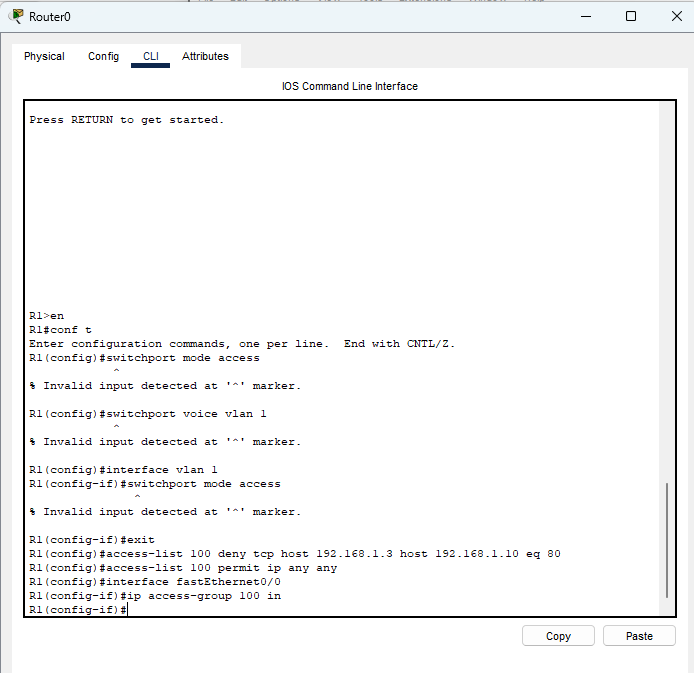 Router0
Physical Config CLI Attributes
IOS Command Line Interface
Press RETURN to get started.
R1>en
R1#conf t
Enter configuration commands, one per line.  End with CNTL/Z.
R1(config)#switchport mode access
^
% Invalid input detected at '^' marker.
R1(config)#switchport voice vlan 1
^
% Invalid input detected at '^' marker.
R1(config)#interface vlan 1
R1(config-if)#switchport mode access
^
% Invalid input detected at '^' marker.
R1(config-if)#exit
R1(config)#access-list 100 deny tcp host 192.168.1.3 host 192.168.1.10 eq 80
R1(config)#access-list 100 permit ip any any
R1(config)#interface fastEthernet0/0
R1(config-if)#ip access-group 100 in
R1(config-if)#
Copy Paste